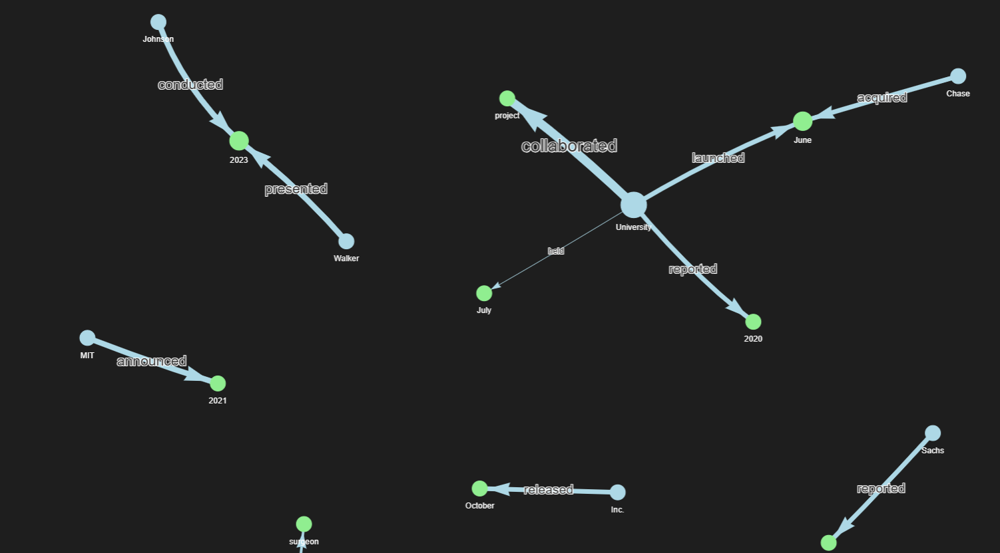 Johnson
conducted
2023
presented
Walker
project
collaborated
University
launched
June
acquired
Chase
held
July
reported
2020
MIT
announced
2021
October
released
Inc.
Sachs
reported
surgeon